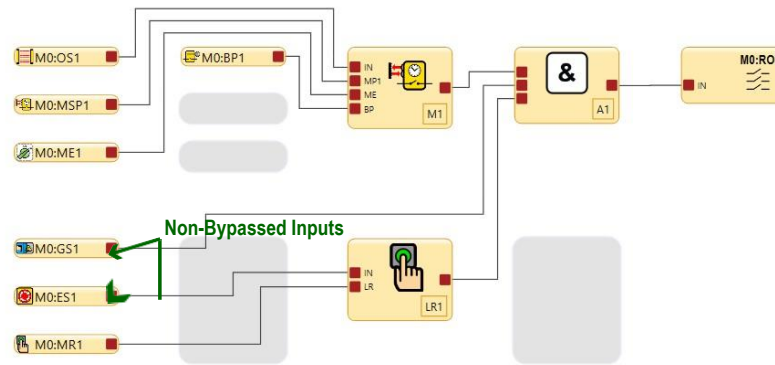 M0:OS1
M0:BP1
M0:MSP1
M0:ME1
IN
MP1
ME
BP
M1
&
A1
M0:RO
IN
Non-Bypassed Inputs
M0:GS1
M0:ES1
M0:MR1
IN
LR
LR1